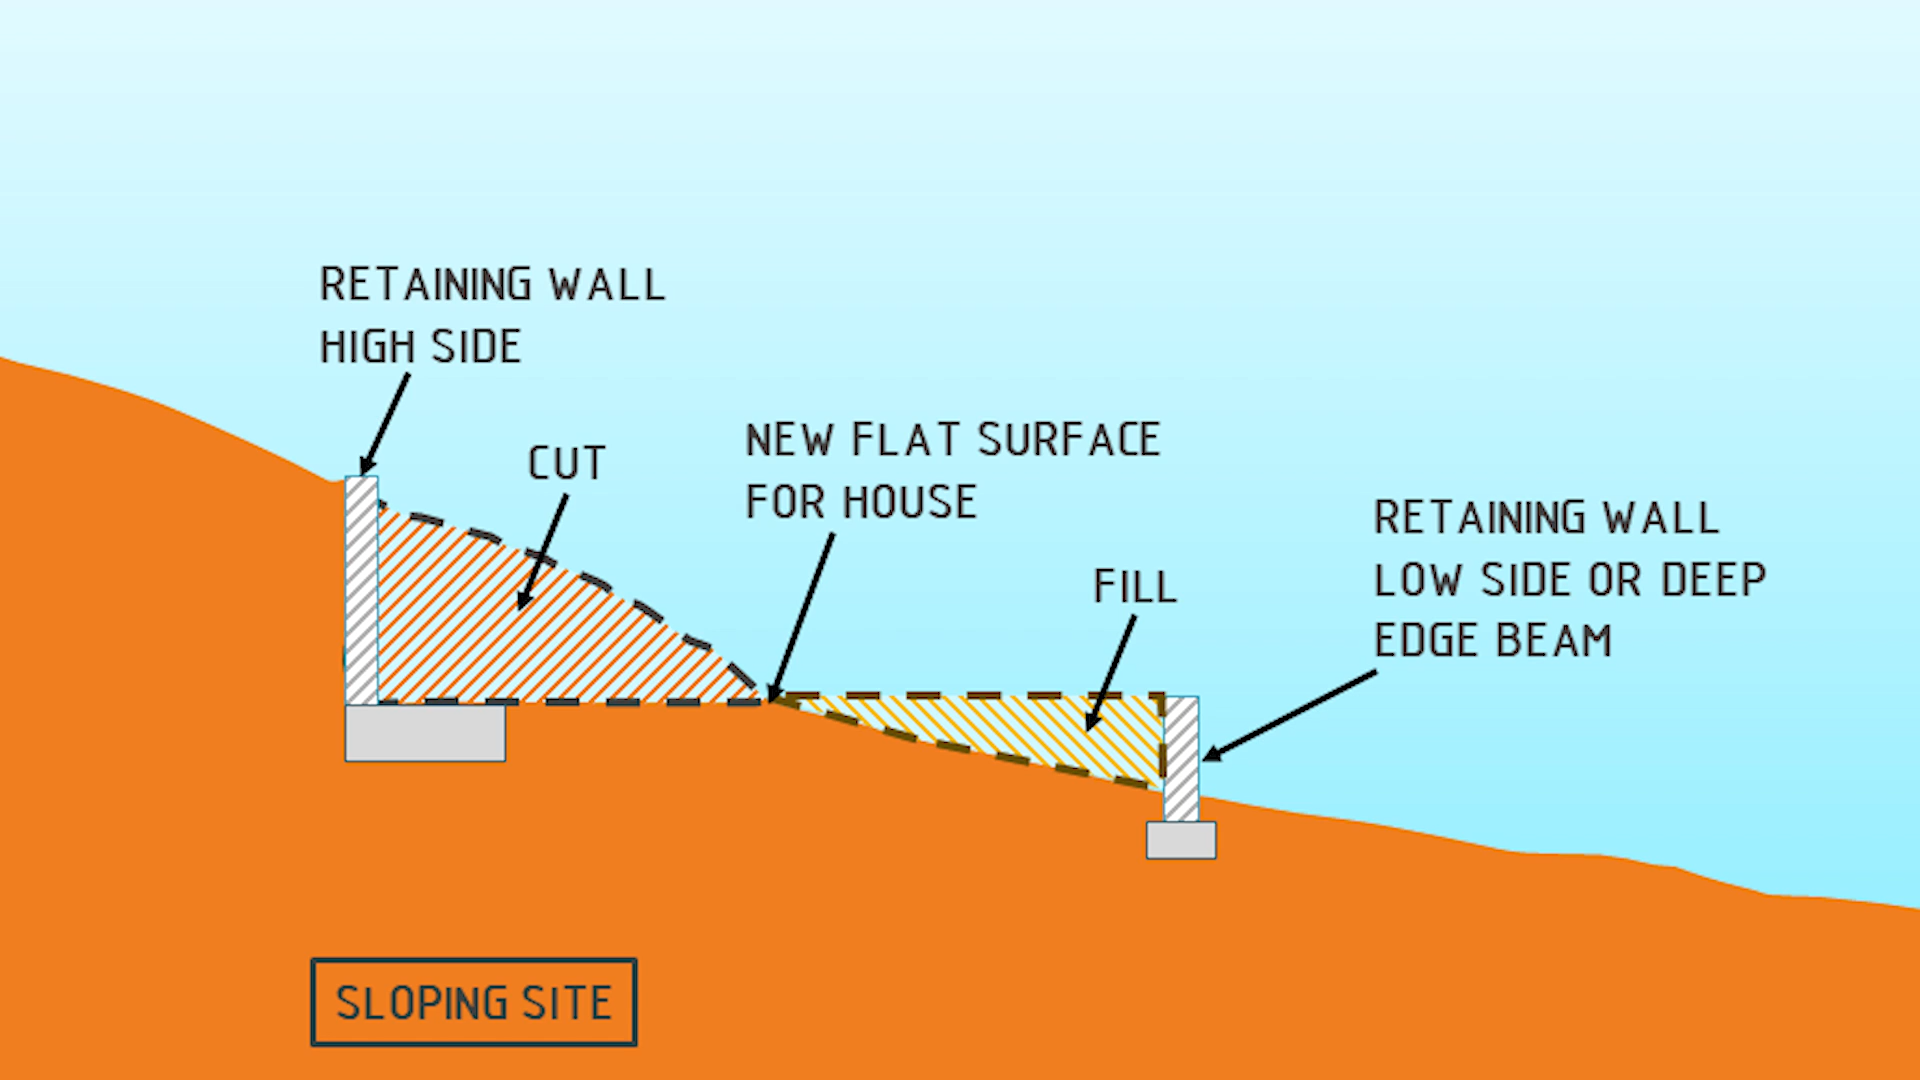 RETAINING WALL
HIGH SIDE
CUT
NEW FLAT SURFACE
FOR HOUSE
FILL
RETAINING WALL
LOW SIDE OR DEEP
EDGE BEAM
SLOPING SITE